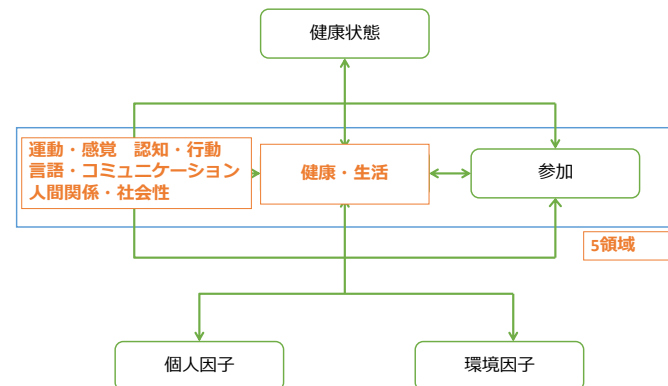 健康状態
運動・感覚　認知・行動
言語・コミュニケーション
人間関係・社会性
健康・生活
参加
5領域
個人因子
環境因子